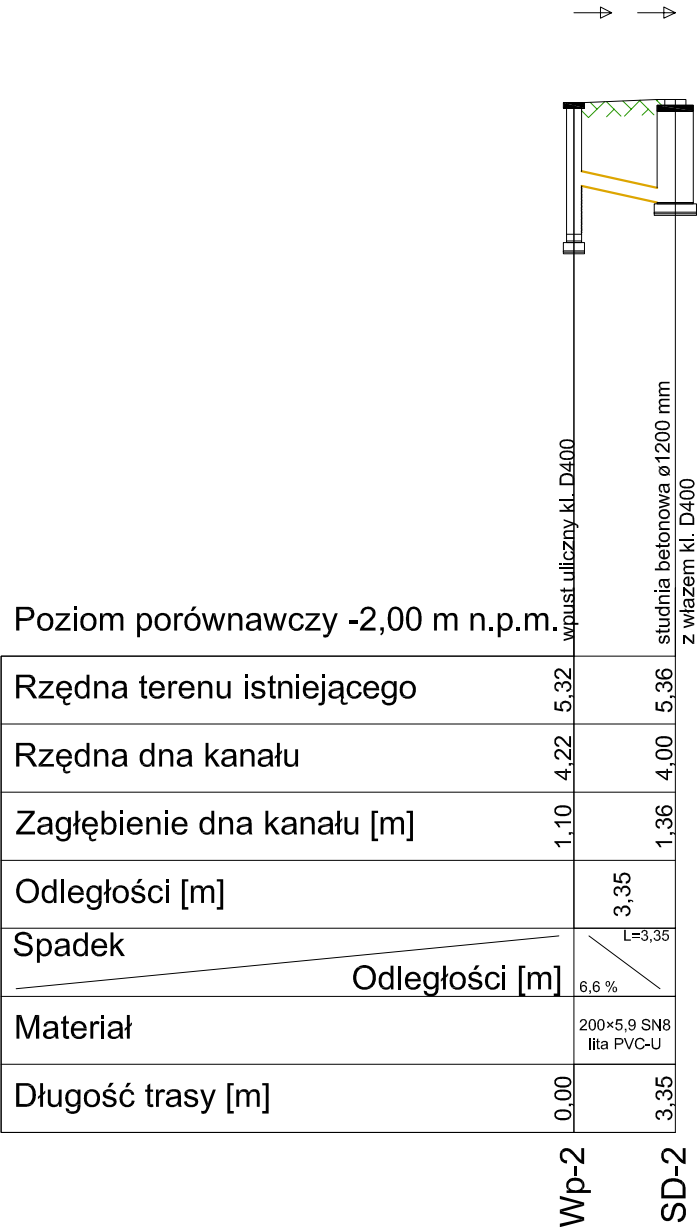 wpust uliczny kl. D400
studnia betonowa ø1200 mm
z włazem kl. D400
Poziom porównawczy -2,00 m n.p.m.
Rzędna terenu istniejącego 5,32 5,36
Rzędna dna kanału 4,22 4,00
Zagłębienie dna kanału [m] 1,10 1,36
Odległości [m] 3,35
Spadek L=3,35
Odległości [m] 6,6 %
Materiał 200×5,9 SN8
lita PVC-U
Długość trasy [m] 0,00 3,35
Wp-2 SD-2